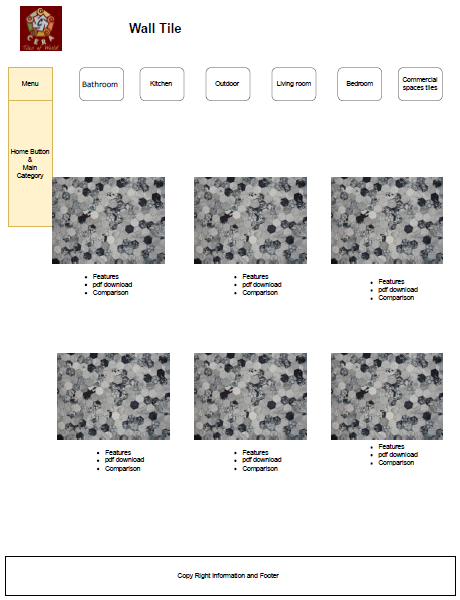 CERA
Tiles of World
Wall Tile
Menu
Bathroom
Kitchen
Outdoor
Living room
Bedroom
Commercial
spaces tiles
Home Button
&
Main
Category
Features
pdf download
Comparison
Features
pdf download
Comparison
Features
pdf download
Comparison
Features
pdf download
Comparison
Features
pdf download
Comparison
Features
pdf download
Comparison
Copy Right information and Footer